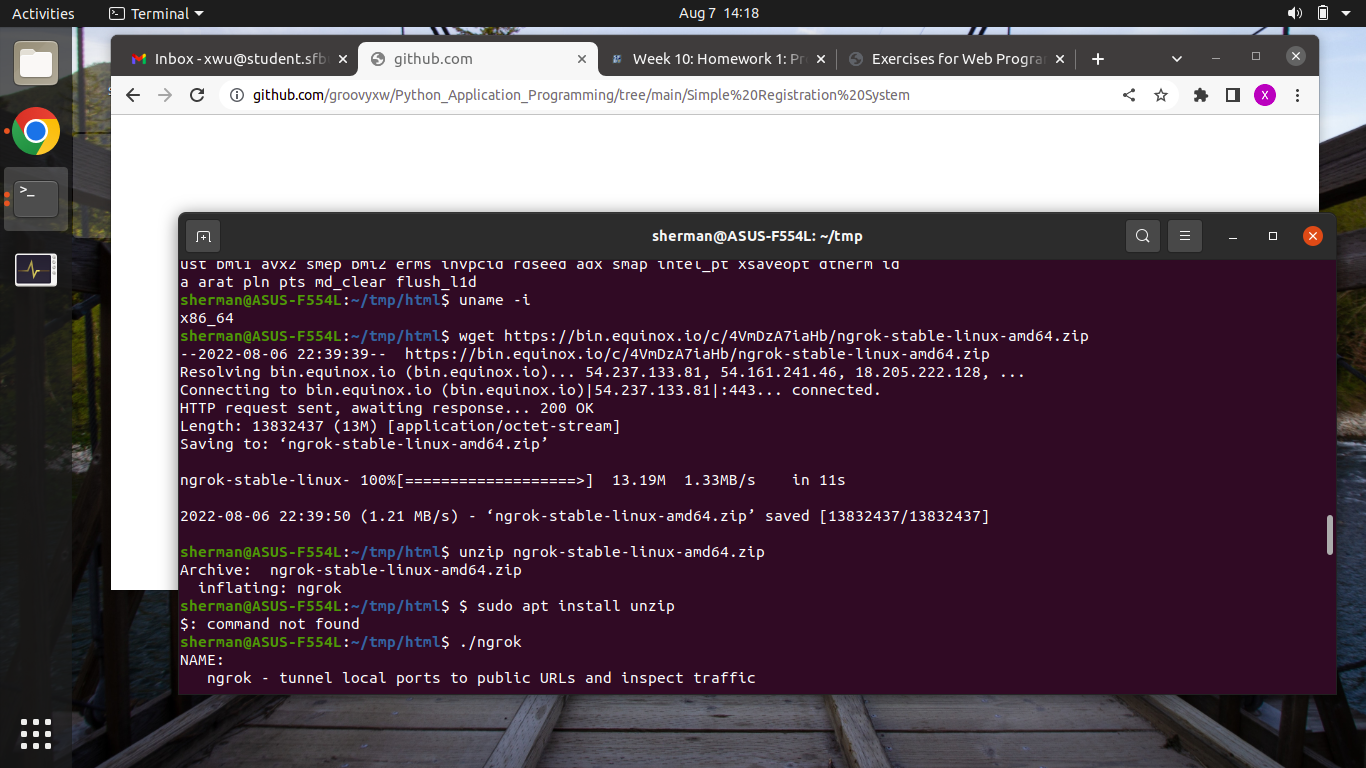 Activities
Terminal
Aug 7 14:18
Inbox - xwu@student.sfb
github.com
Week 10: Homework 1: Pr
Exercises for Web Program
github.com/groovyxw/Python_Application_Programming/tree/main/Simple%20Registration%20System
X
sherman@ASUS-F554L: ~/tmp
ust bmi1 avx2 smep bmi2 erms invpcid rdseed adx smap intel_pt xsaveopt dtherm id
a arat pln pts md_clear flush_l1d
sherman@ASUS-F554L:~/tmp/html$ uname -i
x86_64
sherman@ASUS-F554L:~/tmp/html$ wget https://bin.equinox.io/c/4VmDzA7iaHb/ngrok-stable-linux-amd64.zip
--2022-08-06 22:39:39--  https://bin.equinox.io/c/4VmDzA7iaHb/ngrok-stable-linux-amd64.zip
Resolving bin.equinox.io (bin.equinox.io)... 54.237.133.81, 54.161.241.46, 18.205.222.128, ...
Connecting to bin.equinox.io (bin.equinox.io)|54.237.133.81|:443... connected.
HTTP request sent, awaiting response... 200 OK
Length: 13832437 (13M) [application/octet-stream]
Saving to: ‘ngrok-stable-linux-amd64.zip’
ngrok-stable-linux- 100%[===================>]  13.19M  1.33MB/s    in 11s
2022-08-06 22:39:50 (1.21 MB/s) - ‘ngrok-stable-linux-amd64.zip’ saved [13832437/13832437]
sherman@ASUS-F554L:~/tmp/html$ unzip ngrok-stable-linux-amd64.zip
Archive:  ngrok-stable-linux-amd64.zip
  inflating: ngrok
sherman@ASUS-F554L:~/tmp/html$ $ sudo apt install unzip
$: command not found
sherman@ASUS-F554L:~/tmp/html$ ./ngrok
NAME:
   ngrok - tunnel local ports to public URLs and inspect traffic